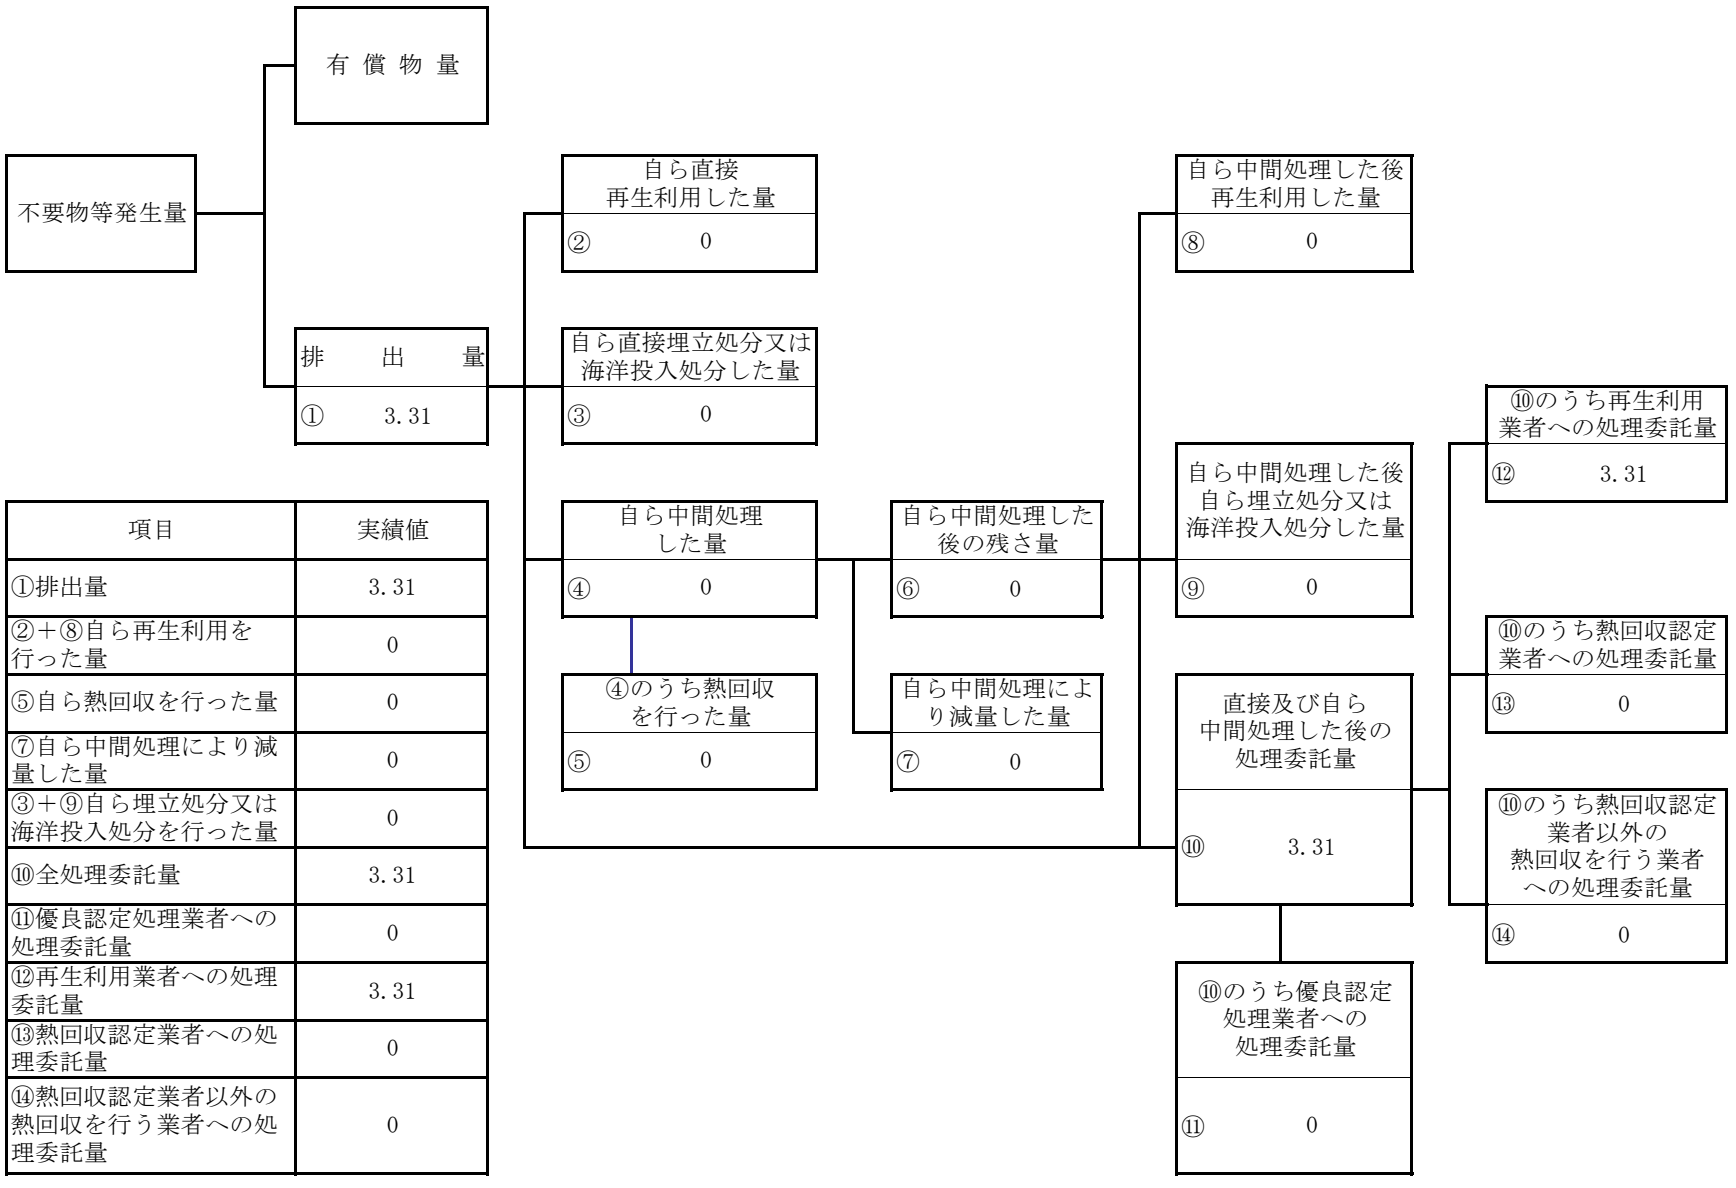 有 償 物 量
不要物等発生量
自ら直接
再生利用した量
② 0
自ら中間処理した後
再生利用した量
⑧ 0
排 出 量
① 3.31
自ら直接埋立処分又は
海洋投入処分した量
③ 0
⑩のうち再生利用
業者への処理委託量
⑫ 3.31
自ら中間処理
した量
④ 0
自ら中間処理した
後の残さ量
⑥ 0
自ら中間処理した後
自ら埋立処分又は
海洋投入処分した量
⑨ 0
⑩のうち熱回収認定
業者への処理委託量
⑬ 0
④のうち熱回収
を行った量
⑤ 0
自ら中間処理によ
り減量した量
⑦ 0
直接及び自ら
中間処理した後の
処理委託量
⑩ 3.31
⑩のうち熱回収認定
業者以外の
熱回収を行う業者
への処理委託量
⑭ 0
⑩のうち優良認定
処理業者への
処理委託量
⑪ 0
項目 実績値
①排出量 3.31
②＋⑧自ら再生利用を
行った量 0
⑤自ら熱回収を行った量 0
⑦自ら中間処理により減
量した量 0
③＋⑨自ら埋立処分又は
海洋投入処分を行った量 0
⑩全処理委託量 3.31
⑪優良認定処理業者への
処理委託量 0
⑫再生利用業者への処理
委託量 3.31
⑬熱回収認定業者への処
理委託量 0
⑭熱回収認定業者以外の
熱回収を行う業者への処
理委託量 0